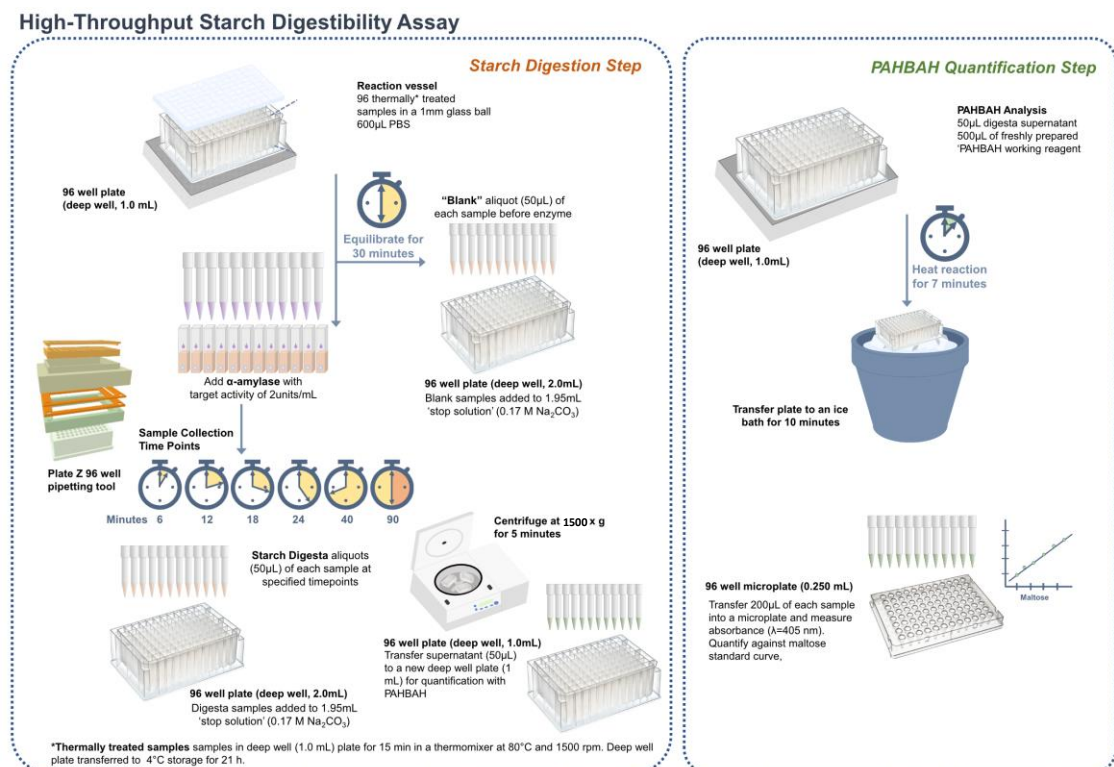 High-Throughput Starch Digestibility Assay
Starch Digestion Step
Reaction vessel
96 thermally* treated
samples in a 1mm glass ball
600µL PBS
96 well plate
(deep well, 1.0 mL)
Equilibrate for
30 minutes
“Blank” aliquot (50µL) of
each sample before enzyme
96 well plate (deep well, 2.0mL)
Blank samples added to 1.95mL
‘stop solution’ (0.17 M Na₂CO₃)
Add α-amylase with
target activity of 2units/mL
Plate Z 96 well
pipetting tool
Sample Collection
Time Points
Minutes 6 12 18 24 40 90
Starch Digesta aliquots
(50µL) of each sample at
specified timepoints
96 well plate (deep well, 2.0mL)
Digesta samples added to 1.95mL
‘stop solution’ (0.17 M Na₂CO₃)
Centrifuge at 1500 x g
for 5 minutes
96 well plate (deep well, 1.0mL)
Transfer supernatant (50µL)
to a new deep well plate (1
mL) for quantification with
PAHBAH
*Thermally treated samples samples in deep well (1.0 mL) plate for 15 min in a thermomixer at 80°C and 1500 rpm. Deep well
plate transferred to 4°C storage for 21 h.
PAHBAH Quantification Step
PAHBAH Analysis
50µL digesta supernatant
500µL of freshly prepared
‘PAHBAH working reagent
96 well plate
(deep well, 1.0mL)
Heat reaction
for 7 minutes
Transfer plate to an ice
bath for 10 minutes
96 well microplate (0.250 mL)
Transfer 200µL of each sample
into a microplate and measure
absorbance (λ=405 nm).
Quantify against maltose
standard curve,
Maltose